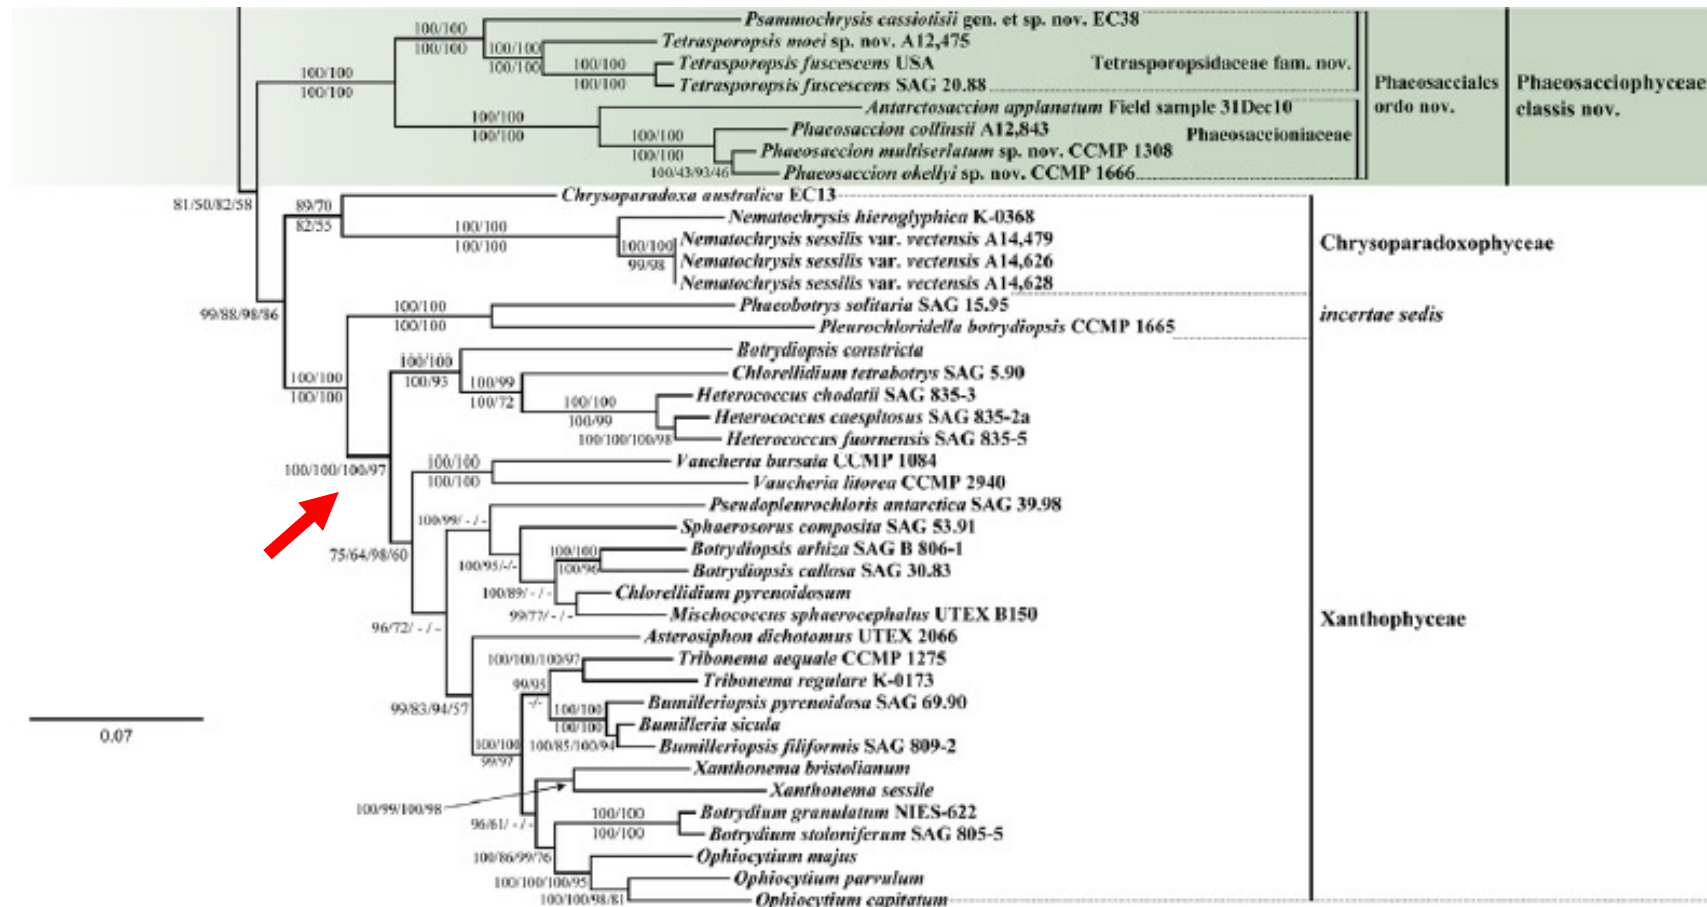 Psammochrysis cassiotisii gen. et sp. nov. EC38
100/100
100/100
Tetrasporopsis moei sp. nov. A12,475
100/100
100/100
Tetrasporopsis fuscescens USA
Tetrasporopsidaceae fam. nov.
100/100
100/100
100/100
100/100
Tetrasporopsis fuscescens SAG 20.88
Phaeosacciales
ordo nov.
Phaeosacciophyceae
classis nov.
Antarctosaccion applanatum Field sample 31Dec10
100/100
100/100
Phaeosaccion collinsii A12,843
Phaeosaccioniaceae
100/100
100/100
Phaeosaccion multiseriatum sp. nov. CCMP 1308
100/43/93/46
Phaeosaccion okellyi sp. nov. CCMP 1666
81/50/82/58
Chrysoparadoxa australica EC13
89/70
82/55
Nematochrysis hieroglyphica K-0368
100/100
100/100
Nematochrysis sessilis var. vectensis A14,479
100/100
99/98
Chrysoparadoxophyceae
Nematochrysis sessilis var. vectensis A14,626
Nematochrysis sessilis var. vectensis A14,628
99/88/98/86
Phaeobotrys solitaria SAG 15.95
100/100
100/100
incertae sedis
Pleurochloridella botrydiopsis CCMP 1665
Botrydiopsis constricta
100/100
100/93
100/100
100/100
Chlorellidium tetrabotrys SAG 5.90
100/99
100/72
Heterococcus chodatii SAG 835-3
100/100
100/99
Heterococcus caespitosus SAG 835-2a
100/100/100/98
Heterococcus fuornensis SAG 835-5
100/100/100/97
Vaucheria bursata CCMP 1084
100/100
100/100
Vaucheria litorea CCMP 2940
Pseudopleurochloris antarctica SAG 39.98
100/99/ - / -
Sphaerosorus composita SAG 53.91
75/64/98/60
Botrydiopsis arhiza SAG B 806-1
100/100
100/96
100/95/-/-
Botrydiopsis callosa SAG 30.83
100/89/ - / -
Chlorellidium pyrenoidosum
99/77/ - / -
Mischococcus sphaerocephalus UTEX B150
Xanthophyceae
96/72/ - / -
Asterosiphon dichotomus UTEX 2066
100/100/100/97
Tribonema aequale CCMP 1275
Tribonema regulare K-0173
99/95
-/-
Bumilleriopsis pyrenoidosa SAG 69.90
99/83/94/57
100/100
100/100
Bumilleria sicula
0.07
100/100
99/97
100/85/100/94
Bumilleriopsis filiformis SAG 809-2
Xanthonema bristolianum
Xanthonema sessile
100/99/100/98
Botrydium granulatum NIES-622
96/61/ - / -
100/100
100/100
Botrydium stoloniferum SAG 805-5
100/86/99/76
Ophiocytium majus
100/100/100/95
Ophiocytium parvulum
100/100/98/81
Ophiocytium capitatum